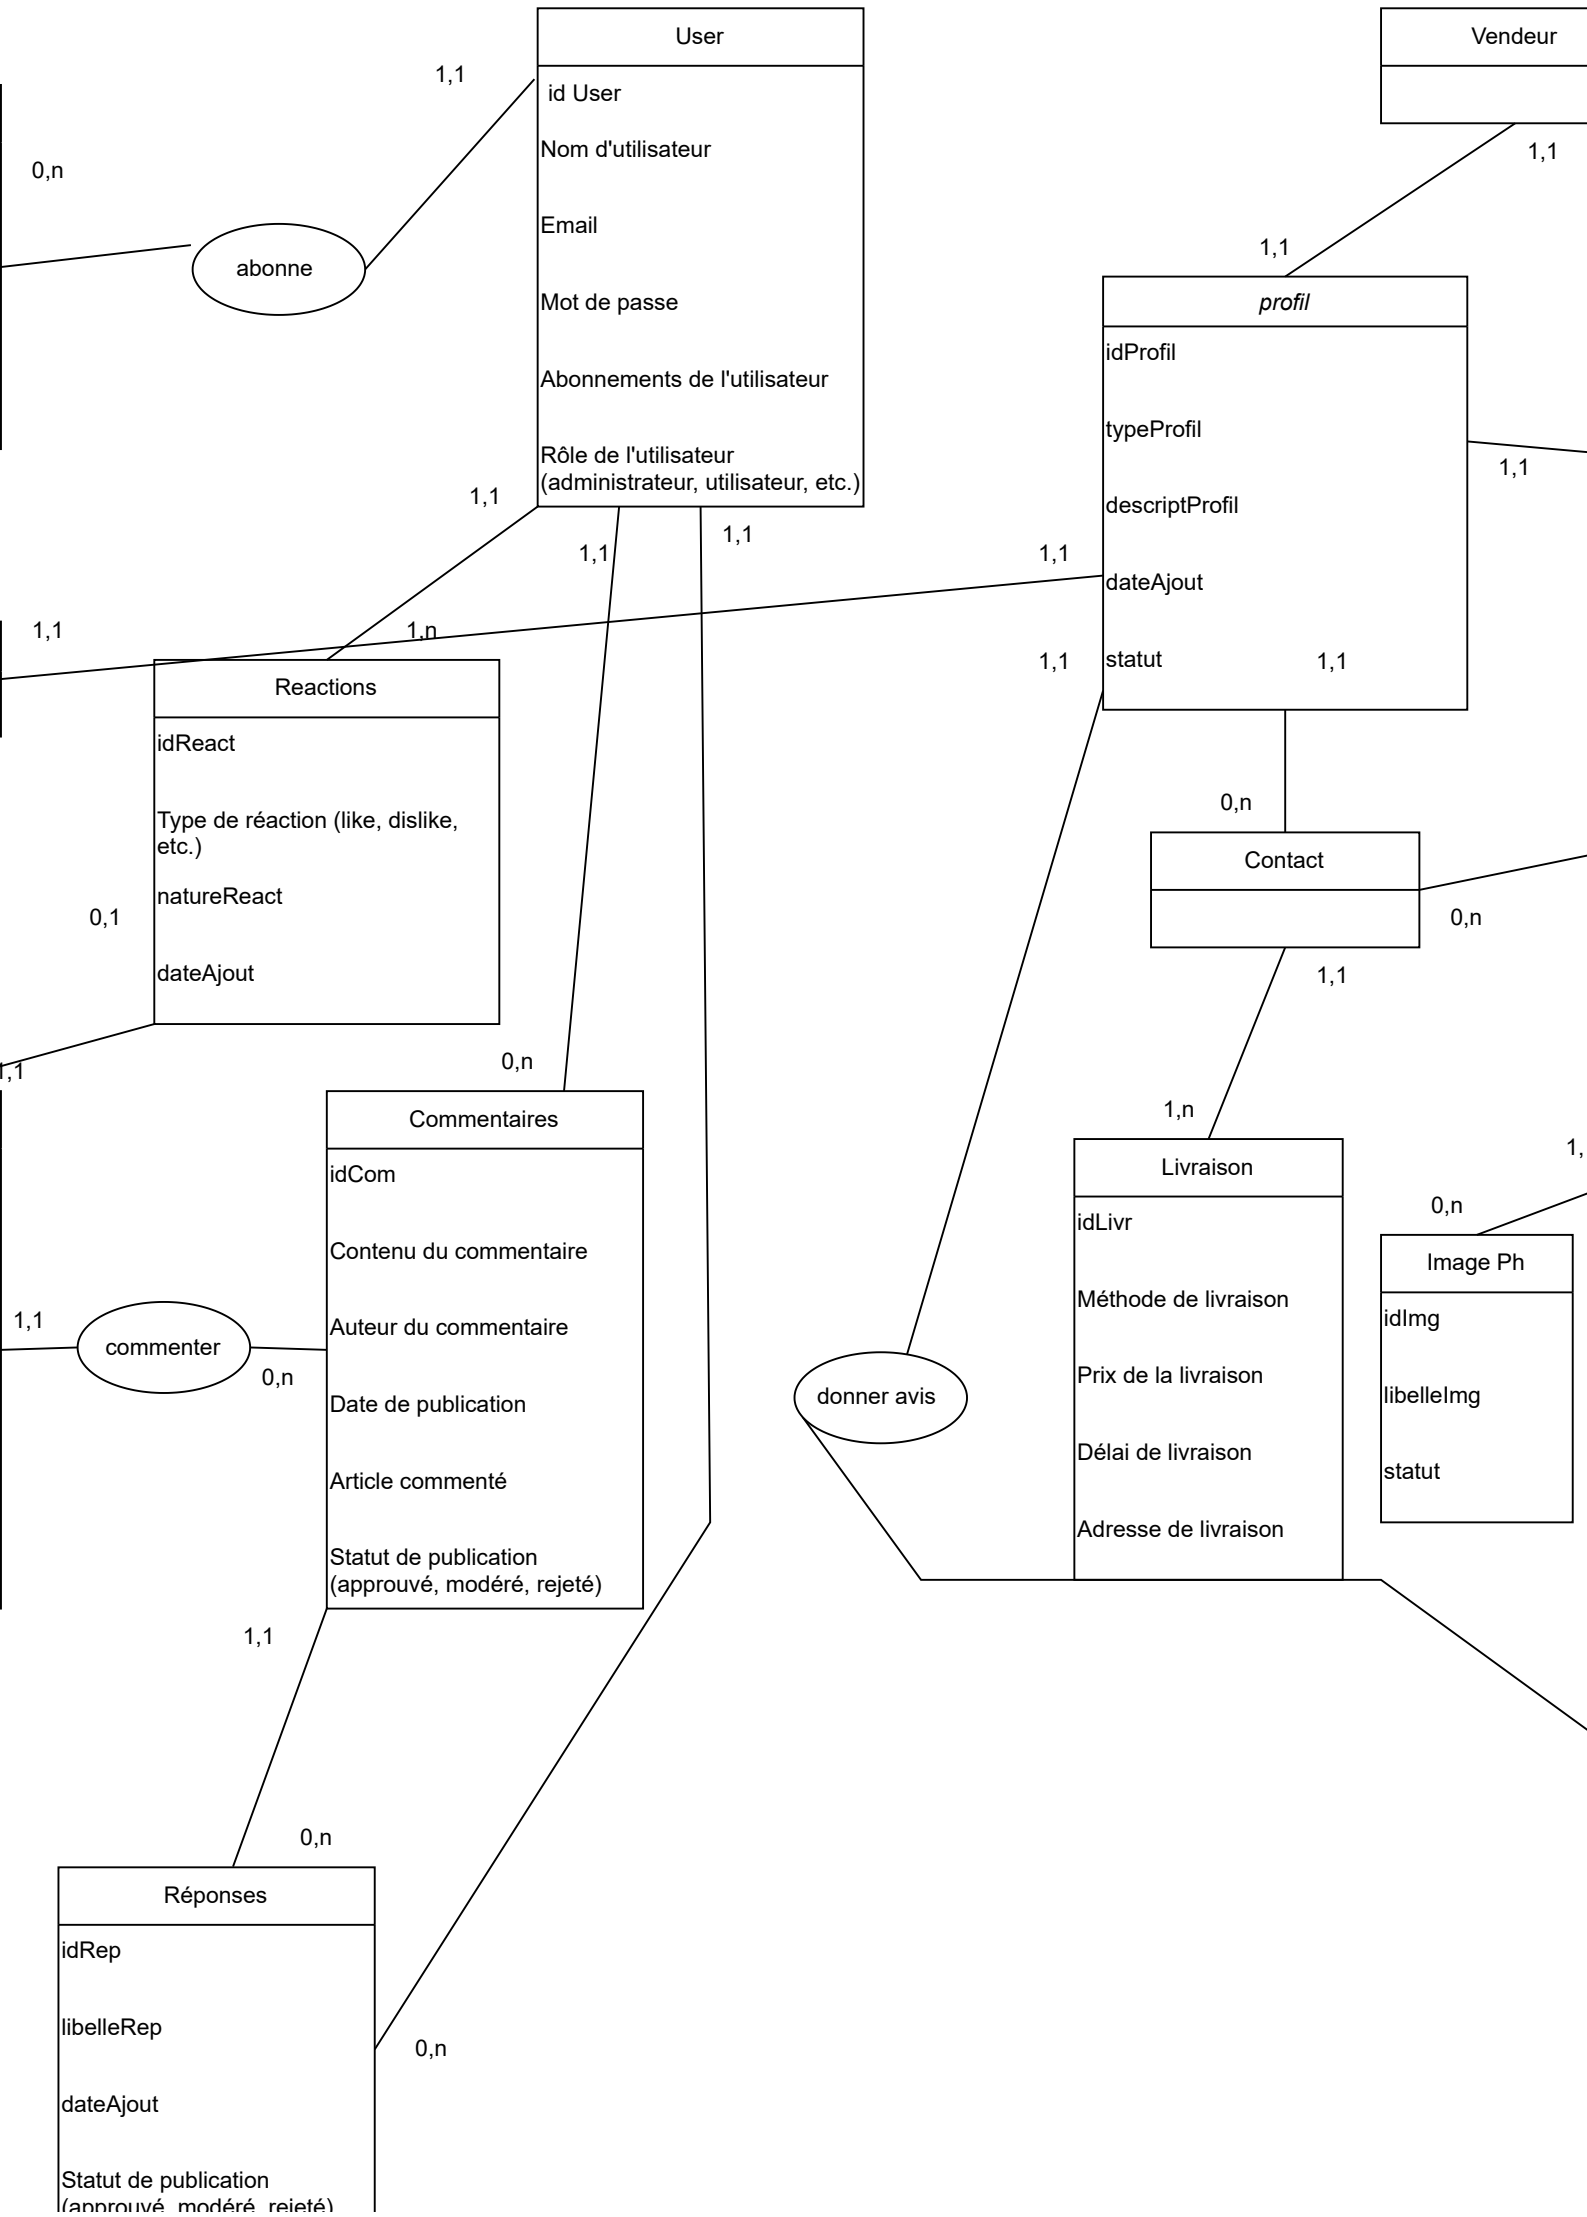 User
Vendeur
1,1
id User
Nom d'utilisateur
1,1
0,n
Email
1,1
abonne
Mot de passe
profil
idProfil
Abonnements de l'utilisateur
typeProfil
Rôle de l'utilisateur
(administrateur, utilisateur, etc.)
1,1
1,1
descriptProfil
1,1
1,1
1,1
dateAjout
1,1
1,n
1,1
statut
1,1
Reactions
idReact
Type de réaction (like, dislike,
etc.)
0,n
natureReact
Contact
0,1
0,n
dateAjout
1,1
0,n
1,1
1,n
Commentaires
1,
idCom
Livraison
0,n
idLivr
Contenu du commentaire
Image Ph
Méthode de livraison
1,1
Auteur du commentaire
idImg
commenter
0,n
Prix de la livraison
donner avis
libelleImg
Date de publication
Délai de livraison
statut
Article commenté
Adresse de livraison
Statut de publication
(approuvé, modéré, rejeté)
1,1
0,n
Réponses
idRep
libelleRep
0,n
dateAjout
Statut de publication
(approuvé, modéré, rejeté)